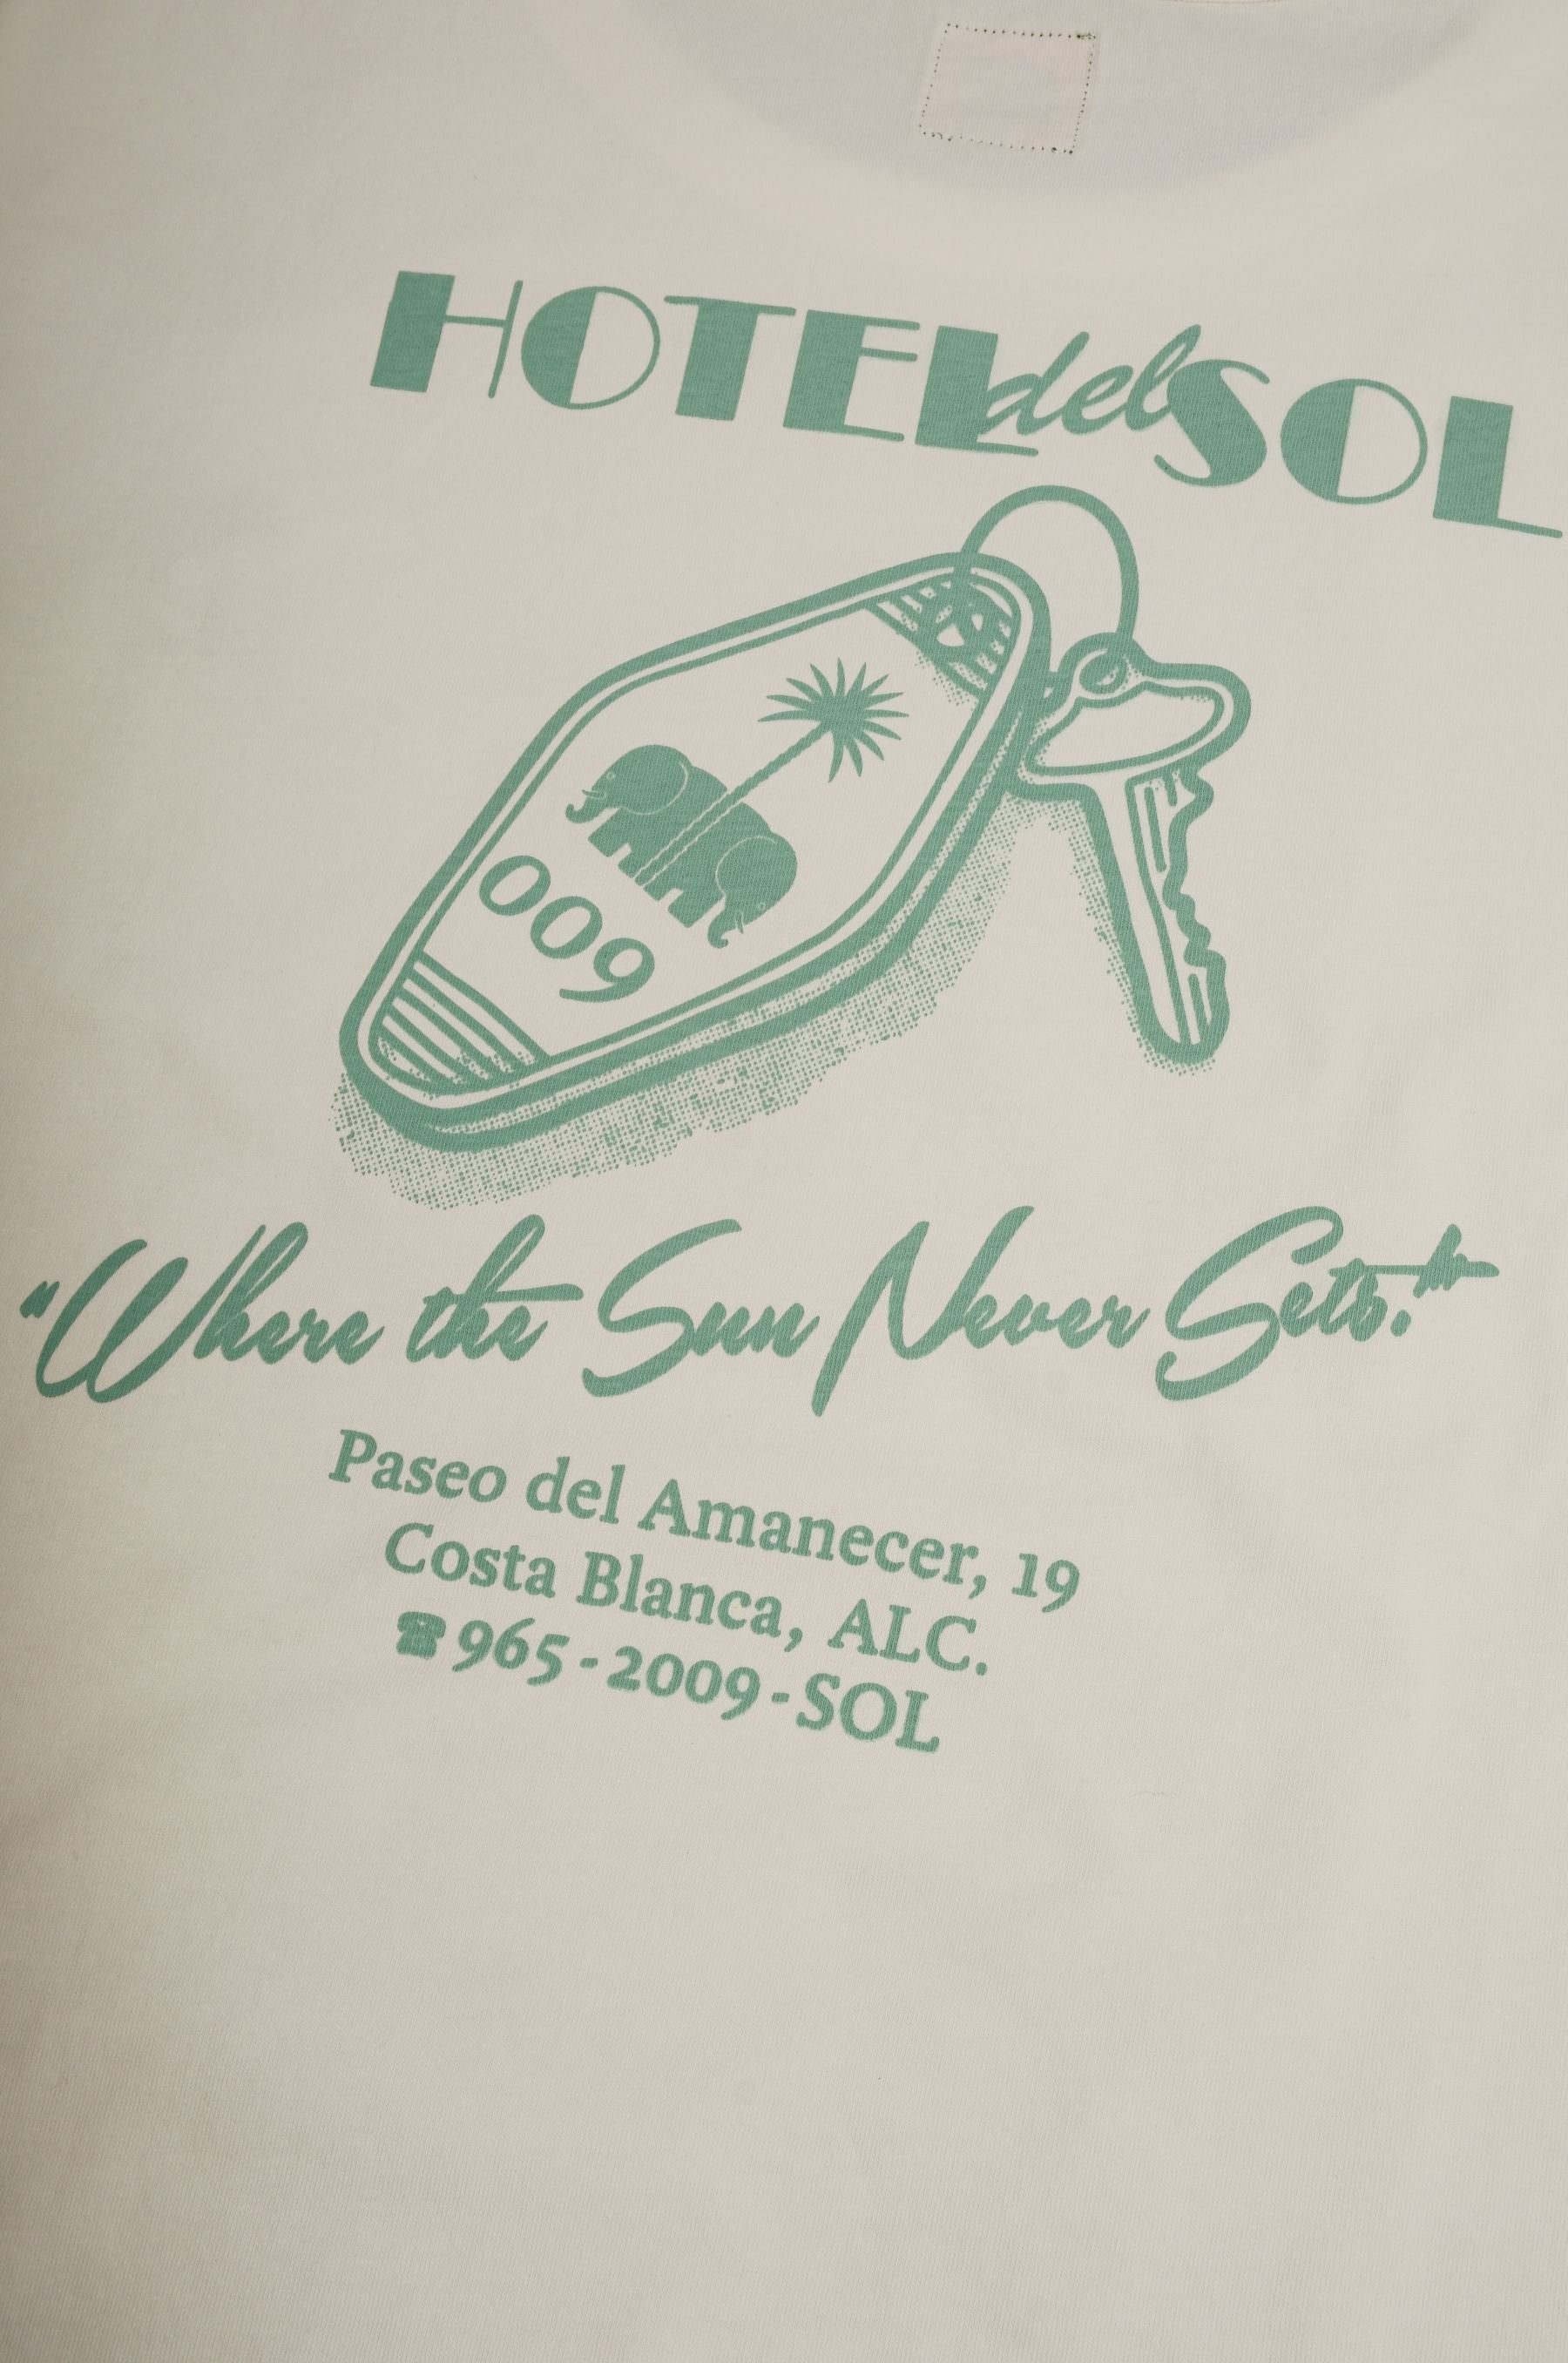 HOTEL del SOL
009
"Where the Sun Never Sets."
Paseo del Amanecer, 19
Costa Blanca, ALC.
☎ 965-2009-SOL